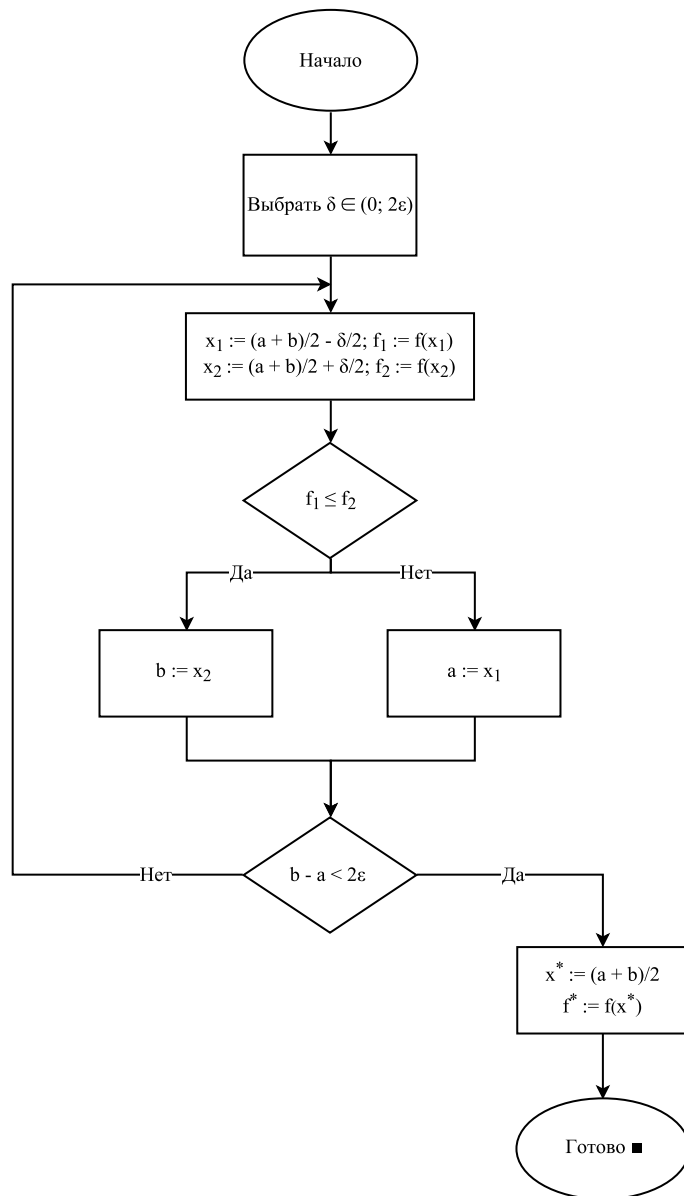 Начало
Выбрать δ ∈ (0; 2ε)
x₁ := (a + b)/2 - δ/2; f₁ := f(x₁)
x₂ := (a + b)/2 + δ/2; f₂ := f(x₂)
f₁ ≤ f₂
Да
Нет
b := x₂
a := x₁
Нет
b - a < 2ε
Да
x* := (a + b)/2
f* := f(x*)
Готово ■